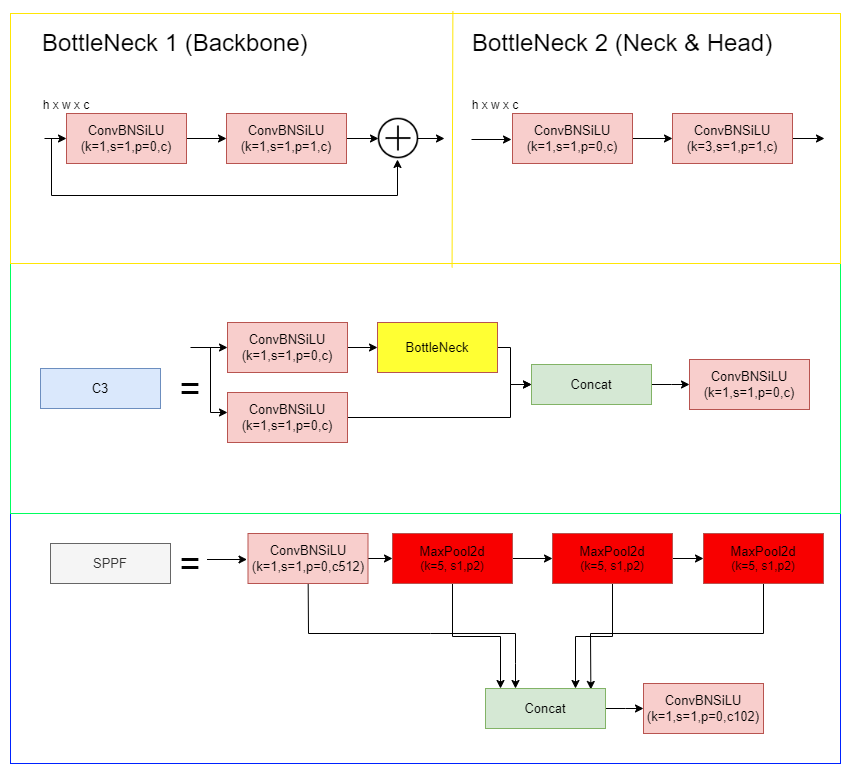 BottleNeck 1 (Backbone)
BottleNeck 2 (Neck & Head)
h x w x c
ConvBNSiLU
(k=1,s=1,p=0,c)
ConvBNSiLU
(k=1,s=1,p=1,c)
h x w x c
ConvBNSiLU
(k=1,s=1,p=0,c)
ConvBNSiLU
(k=3,s=1,p=1,c)
C3
=
ConvBNSiLU
(k=1,s=1,p=0,c)
BottleNeck
ConvBNSiLU
(k=1,s=1,p=0,c)
Concat
ConvBNSiLU
(k=1,s=1,p=0,c)
SPPF
=
ConvBNSiLU
(k=1,s=1,p=0,c512)
MaxPool2d
(k=5, s1,p2)
MaxPool2d
(k=5, s1,p2)
MaxPool2d
(k=5, s1,p2)
Concat
ConvBNSiLU
(k=1,s=1,p=0,c102)